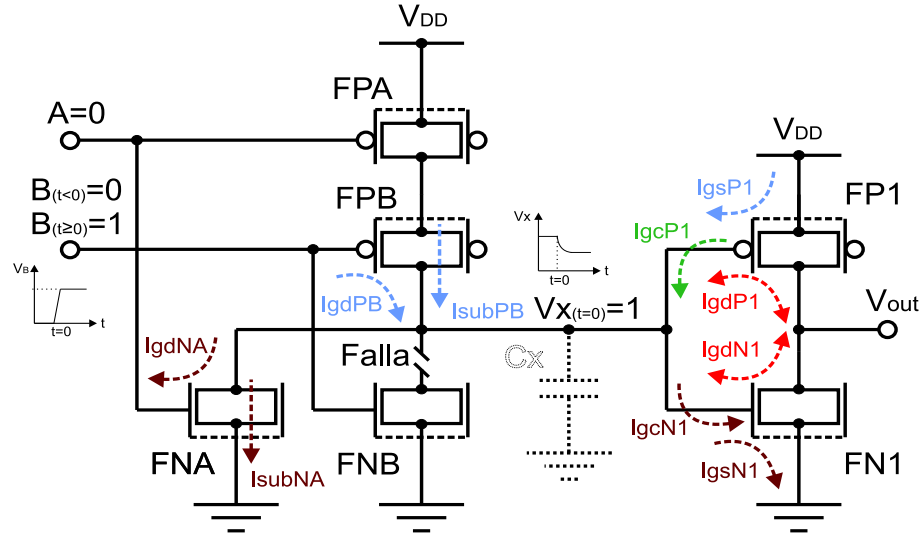 VDD
FPA
A=0
VDD
B(t<0)=0
FPB
IgsP1
FP1
B(t≥0)=1
Vx
IgcP1
t=0
t
VB
t=0
t
IgdPB
IsubPB
Vx(t=0)=1
IgdP1
Vout
IgdNA
Falla
Cx
IgdN1
IgcN1
FNA
FNB
FN1
IsubNA
IgsN1